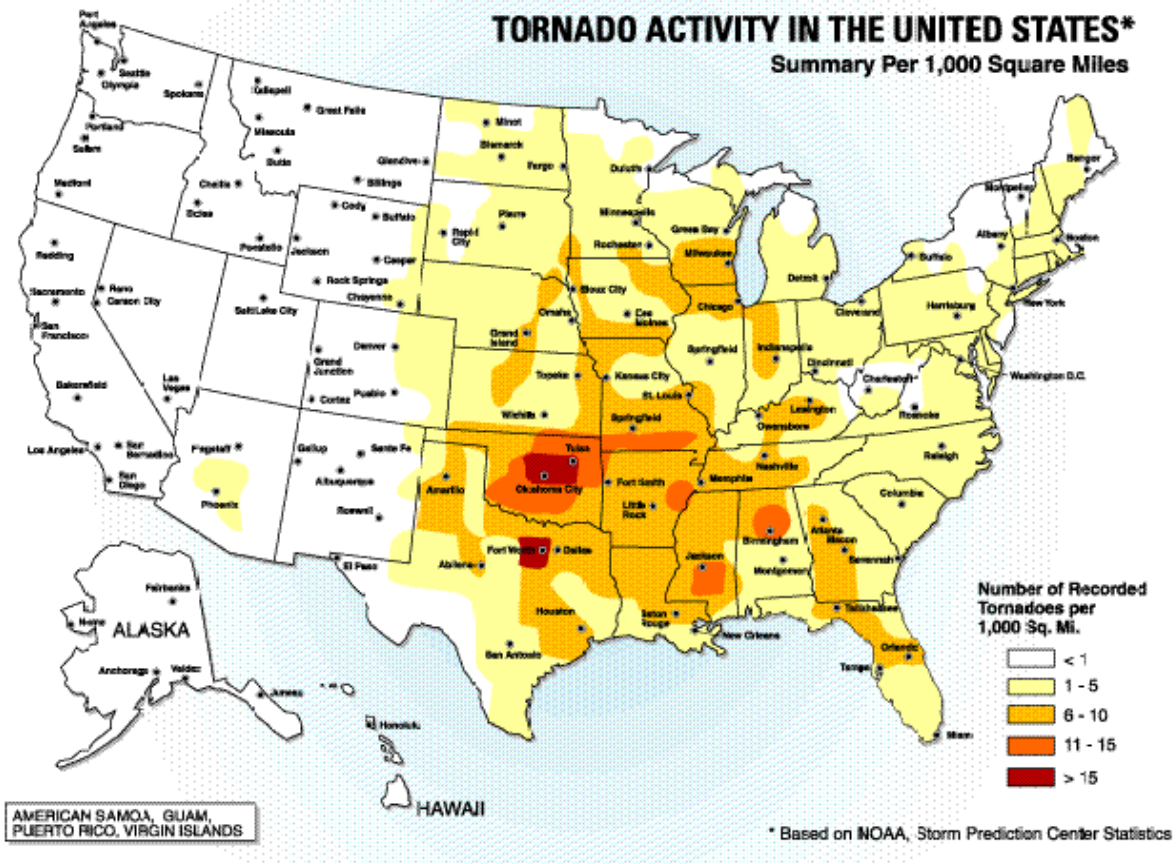 TORNADO ACTIVITY IN THE UNITED STATES*
Summary Per 1,000 Square Miles
Port
Angeles
Seattle
Olympia
Spokane
Kalispell
Great Falls
Portland
Salem
Missoula
Butte
Glendive
Minot
Bismarck
Fargo
Duluth
Bangor
Medford
Challis
Boise
Billings
Cody
Buffalo
Rapid
City
Pierre
Minneapolis
Rochester
Green Bay
Milwaukee
Montpelier
Albany
Boston
Buffalo
Redding
Pocatello
Jackson
Casper
Rock Springs
Cheyenne
Sioux City
Detroit
Sacramento
Reno
Carson City
San
Francisco
Salt Lake City
Omaha
Des
Moines
Chicago
Cleveland
Harrisburg
New York
Grand
Island
Denver
Grand
Junction
Springfield
Indianapolis
Cincinnati
Washington D.C.
Bakersfield
Las
Vegas
Cortez
Pueblo
Topeka
Kansas City
St. Louis
Charleston
Roanoke
Lexington
Owensboro
Wichita
Springfield
Los Angeles
San
Bernadino
San
Diego
Flagstaff
Gallup
Santa Fe
Albuquerque
Tulsa
Oklahoma City
Amarillo
Fort Smith
Memphis
Nashville
Raleigh
Phoenix
Roswell
Little
Rock
Columbia
Birmingham
Atlanta
Macon
Savannah
El Paso
Abilene
Fort Worth
Dallas
Jackson
Montgomery
Houston
Baton
Rouge
New Orleans
Tallahassee
San Antonio
Orlando
Tampa
Miami
Fairbanks
Nome
ALASKA
Anchorage
Valdez
Juneau
Honolulu
HAWAII
Number of Recorded
Tornadoes per
1,000 Sq. Mi.
< 1
1 - 5
6 - 10
11 - 15
> 15
AMERICAN SAMOA, GUAM,
PUERTO RICO, VIRGIN ISLANDS
* Based on NOAA, Storm Prediction Center Statistics